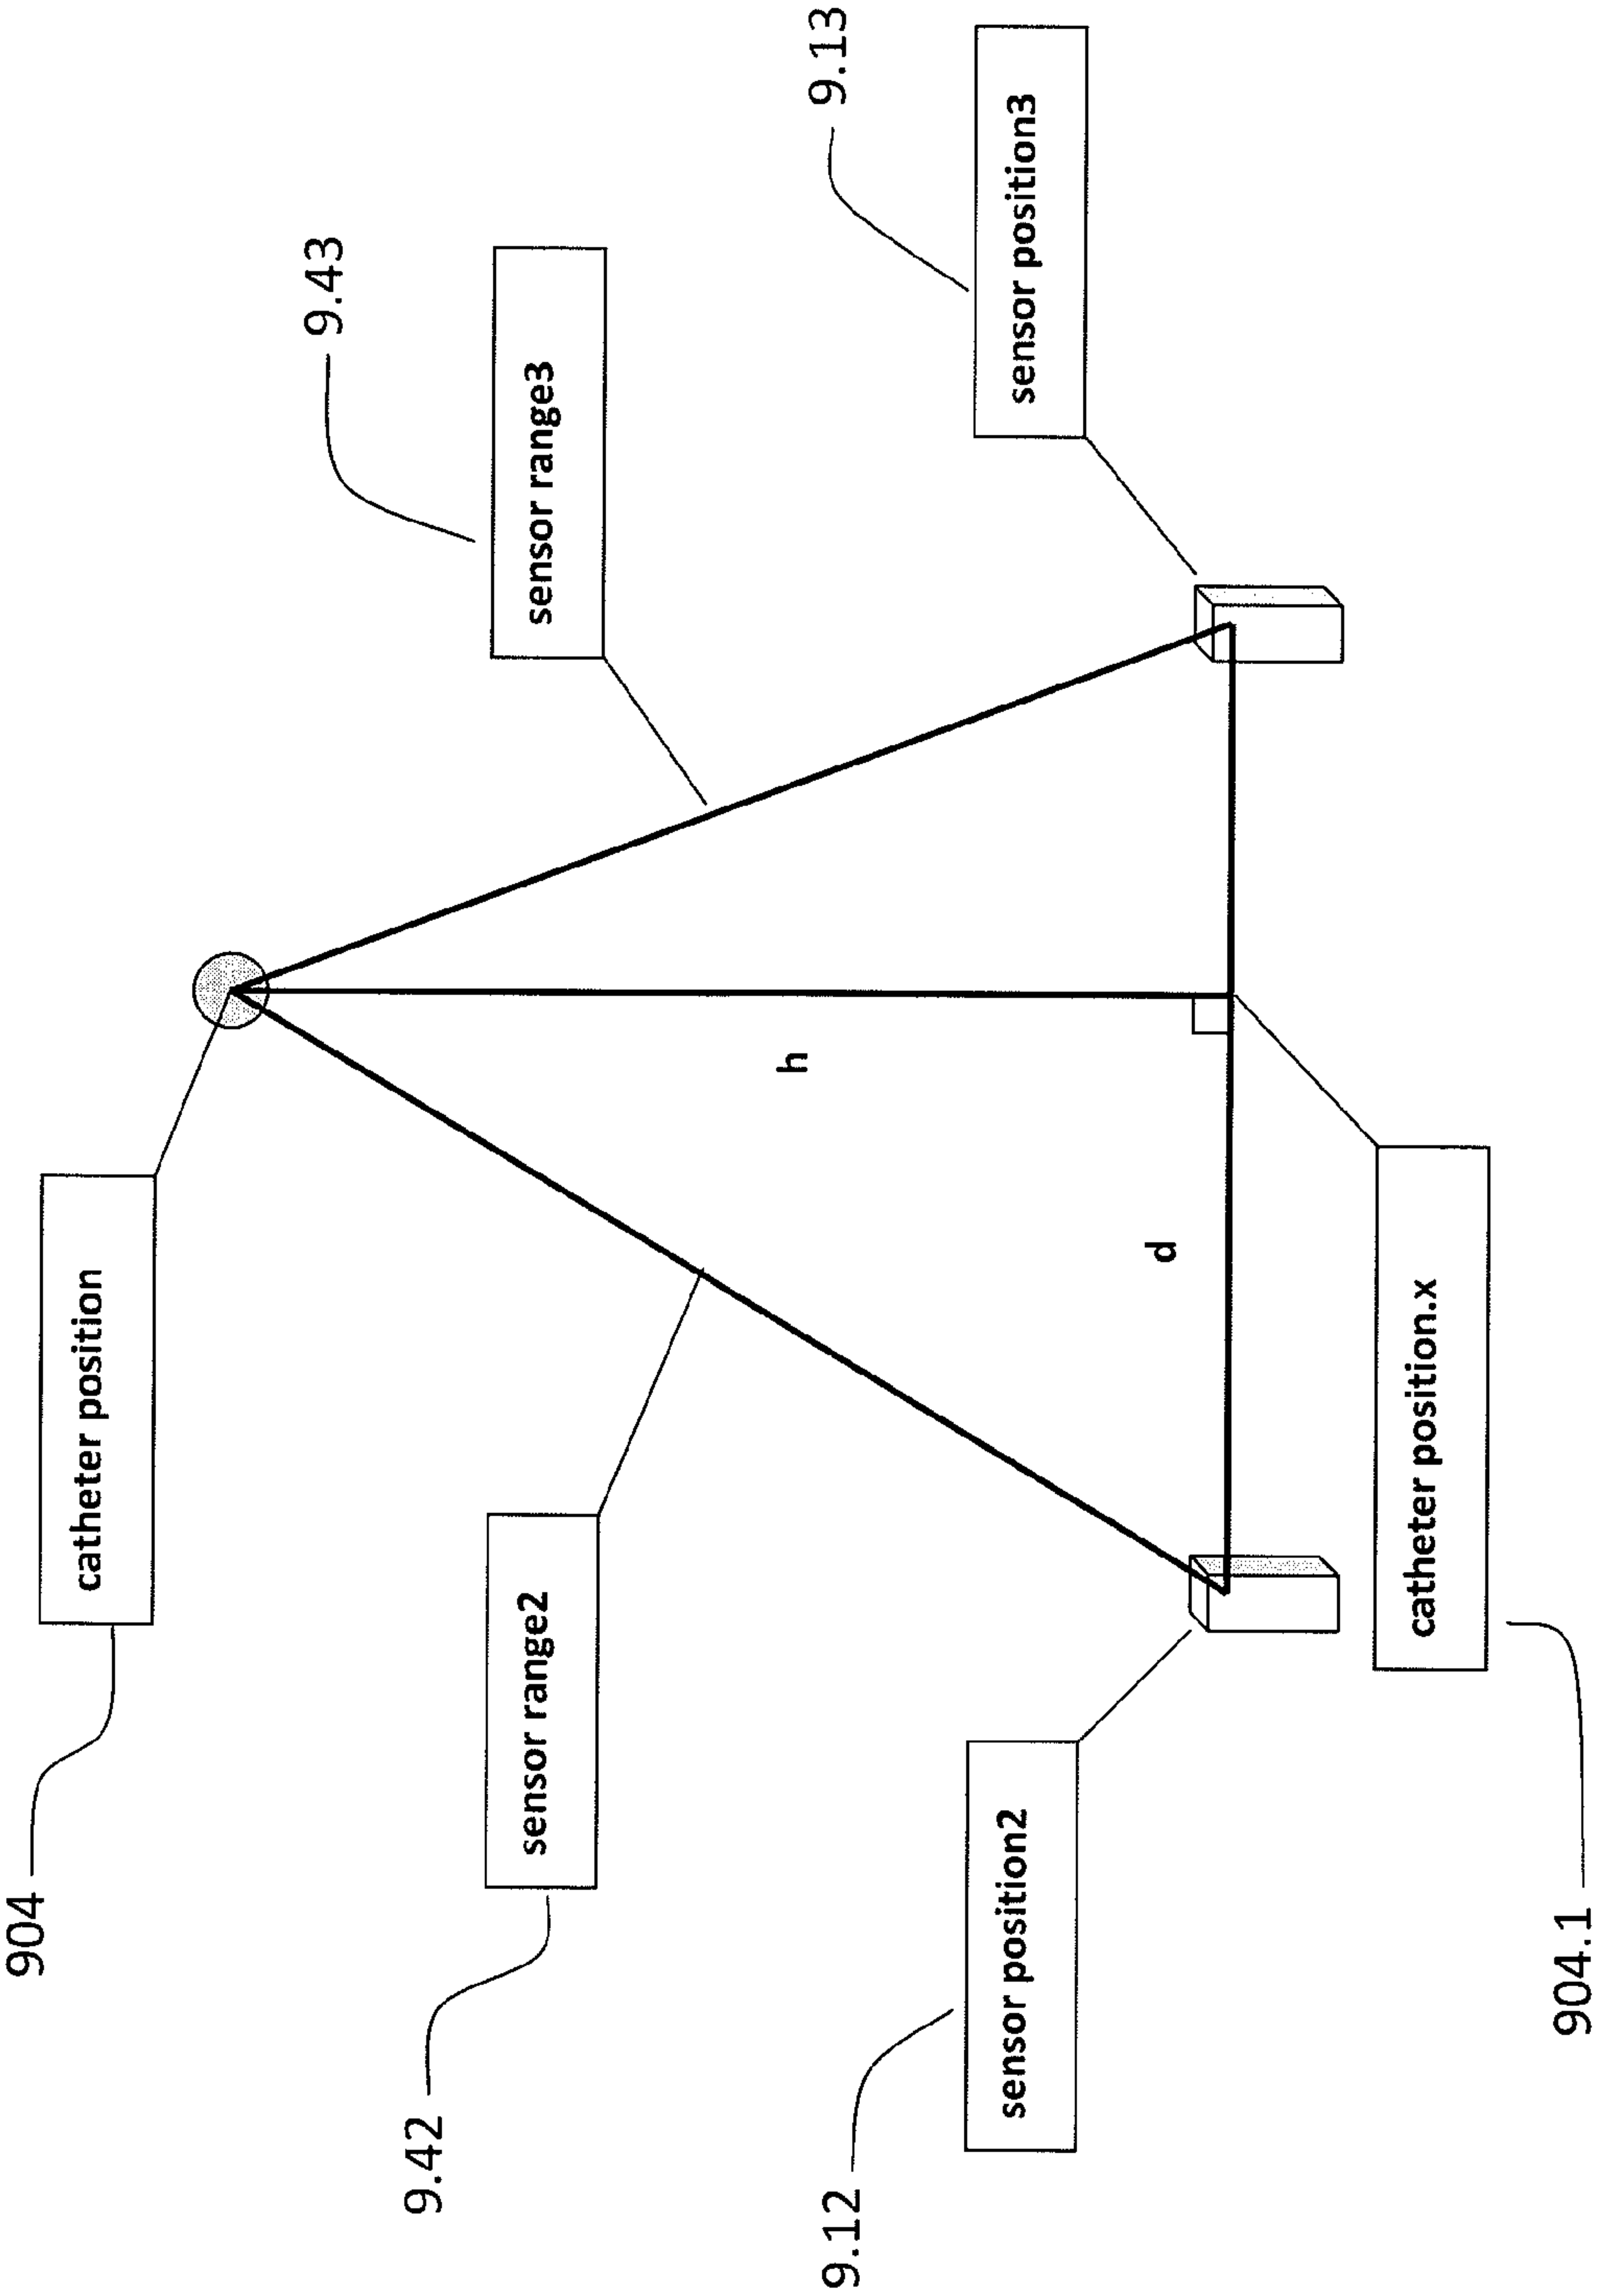 904
catheter position
9.43
sensor range3
9.42
sensor range2
h
9.13
sensor position3
9.12
sensor position2
d
catheter position.x
904.1